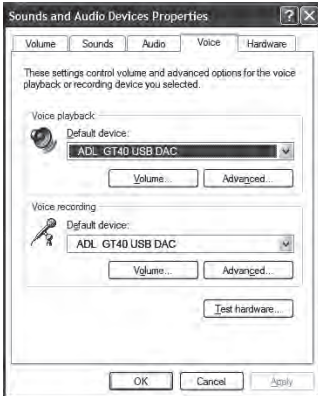 Sounds and Audio Devices Properties
Volume Sounds Audio Voice Hardware
These settings control volume and advanced options for the voice
playback or recording device you selected.
Voice playback
Default device:
ADL GT40 USB DAC
Volume... Advanced...
Voice recording
Default device:
ADL GT40 USB DAC
Volume... Advanced...
Test hardware...
OK Cancel Apply